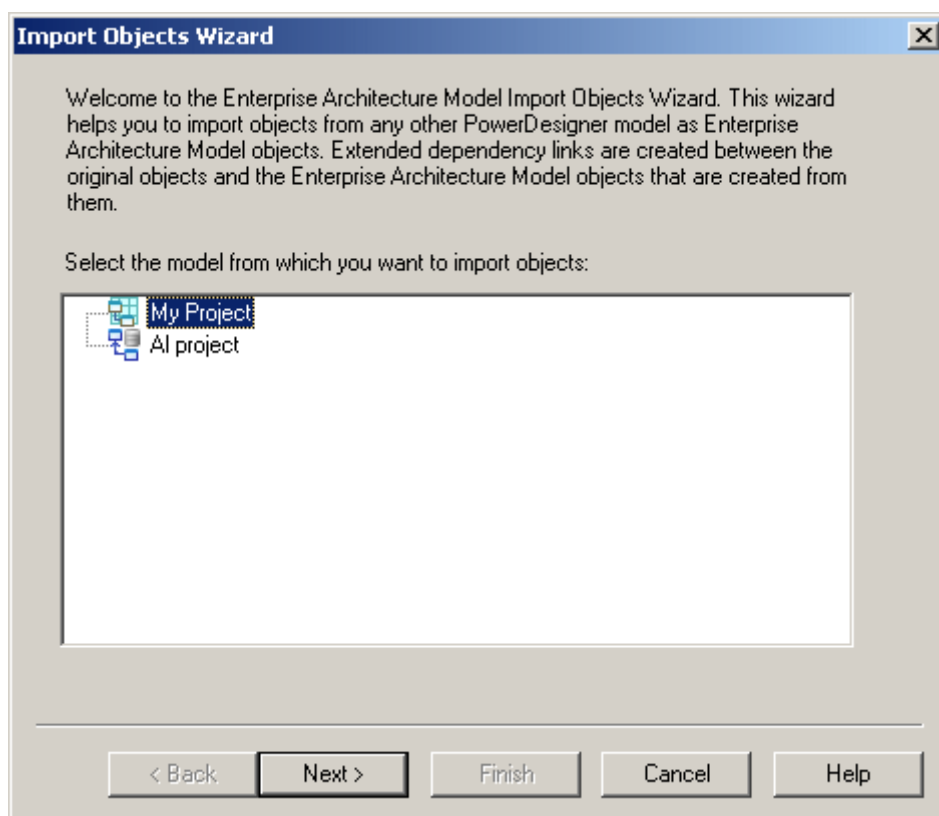 Import Objects Wizard
Welcome to the Enterprise Architecture Model Import Objects Wizard. This wizard
helps you to import objects from any other PowerDesigner model as Enterprise
Architecture Model objects. Extended dependency links are created between the
original objects and the Enterprise Architecture Model objects that are created from
them.
Select the model from which you want to import objects:
My Project
AI project
< Back
Next >
Finish
Cancel
Help